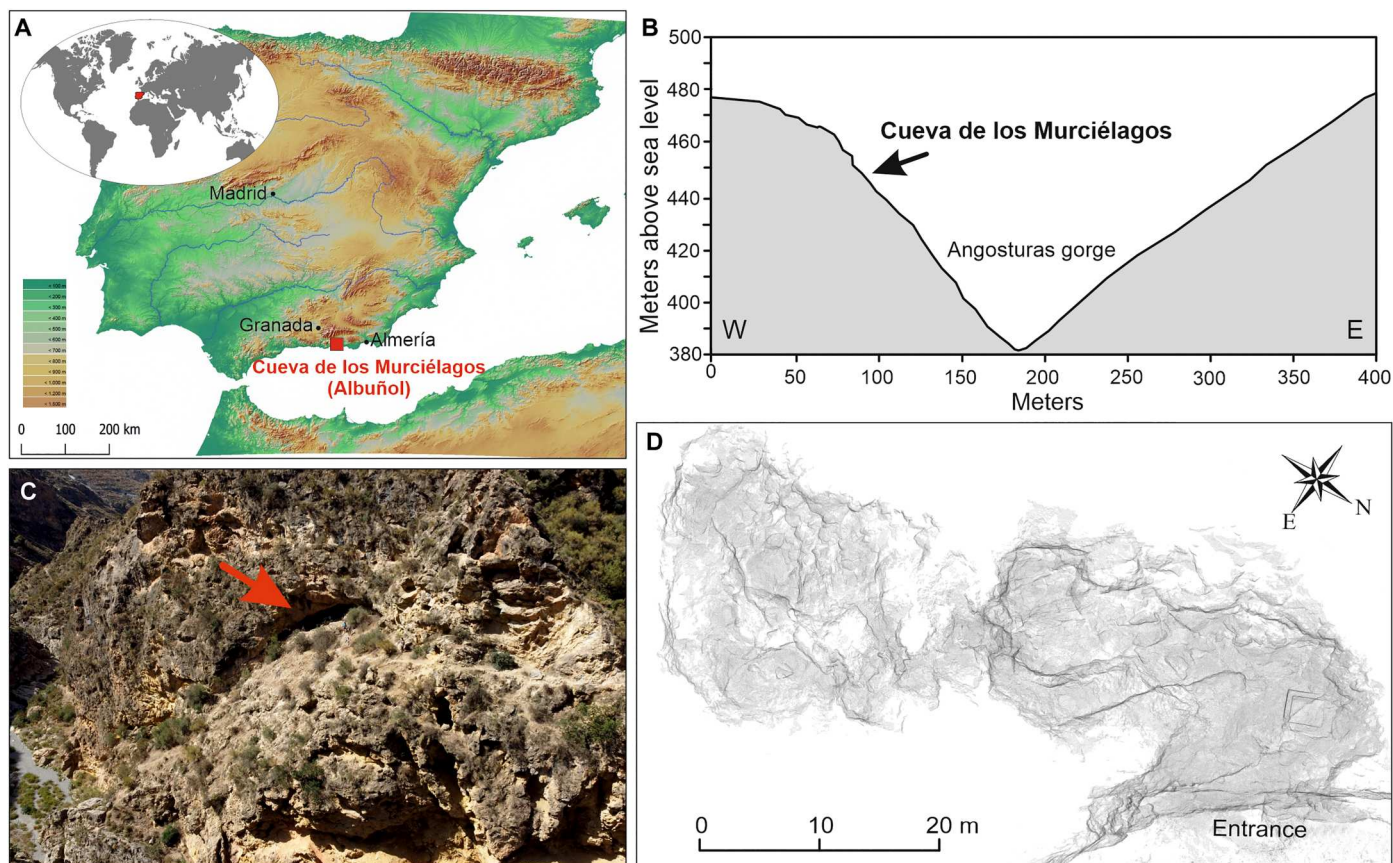 A
Madrid
Granada
Almería
Cueva de los Murciélagos
(Albuñol)
0 100 200 km
B
500
480
460
450
440
420
400
380
Meters above sea level
Cueva de los Murciélagos
Angosturas gorge
W
E
0 50 100 150 200 250 300 350 400
Meters
C
D
E
N
0 10 20 m
Entrance